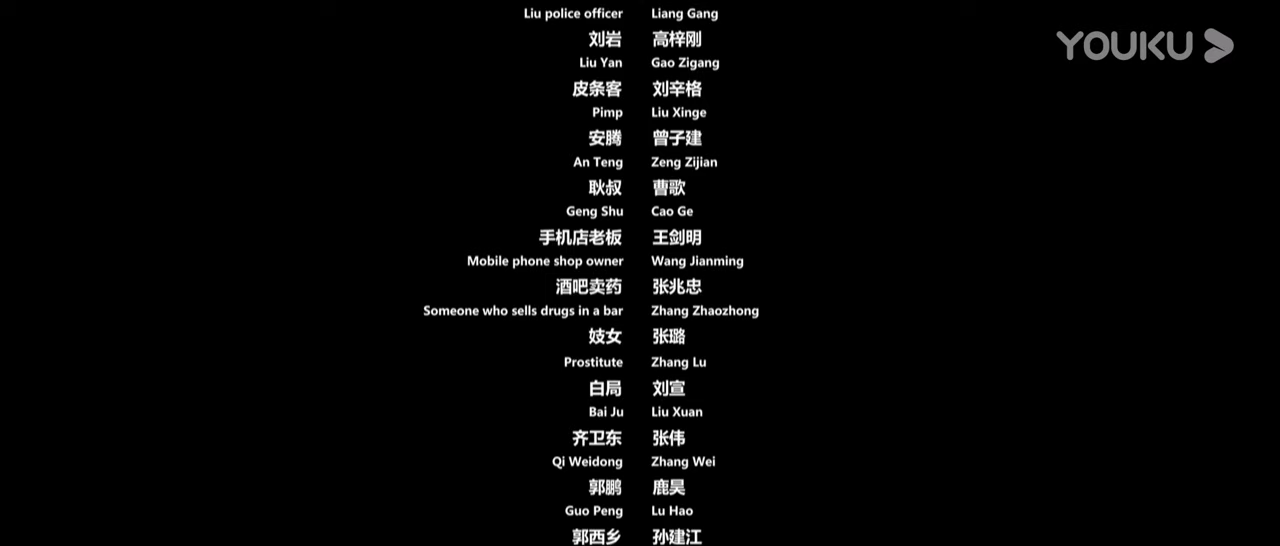 Liu police officer Liang Gang
YOUKU
刘岩 高梓刚
Liu Yan Gao Zigang
皮条客 刘辛格
Pimp Liu Xinge
安腾 曾子建
An Teng Zeng Zijian
耿叔 曹歌
Geng Shu Cao Ge
手机店老板 王剑明
Mobile phone shop owner Wang Jianming
酒吧卖药 张兆忠
Someone who sells drugs in a bar Zhang Zhaozhong
妓女 张璐
Prostitute Zhang Lu
白局 刘宣
Bai Ju Liu Xuan
齐卫东 张伟
Qi Weidong Zhang Wei
郭鹏 鹿昊
Guo Peng Lu Hao
郭西乡 孙建江